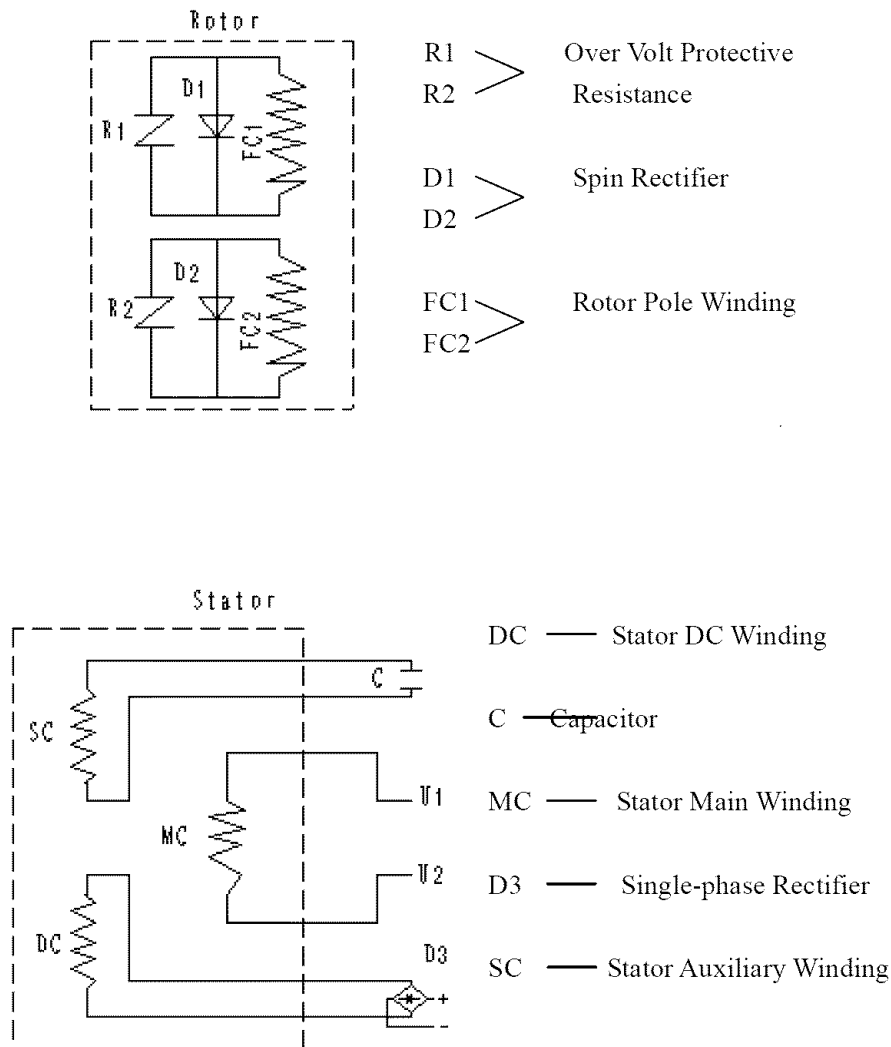 Rotor
R1
D1
FC1
R2
D2
FC2
R1
R2
Over Volt Protective
Resistance
D1
D2
Spin Rectifier
FC1
FC2
Rotor Pole Winding
Stator
SC
C
MC
U1
U2
DC
D3
+
-
DC Stator DC Winding
C Capacitor
MC Stator Main Winding
D3 Single-phase Rectifier
SC Stator Auxiliary Winding